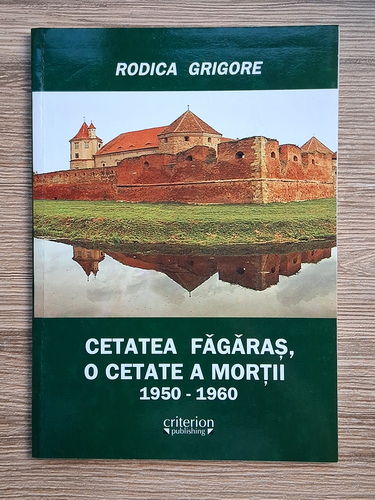 RODICA GRIGORE
CETATEA FĂGĂRAȘ,
O CETATE A MORȚII
1950 - 1960
criterion
publishing